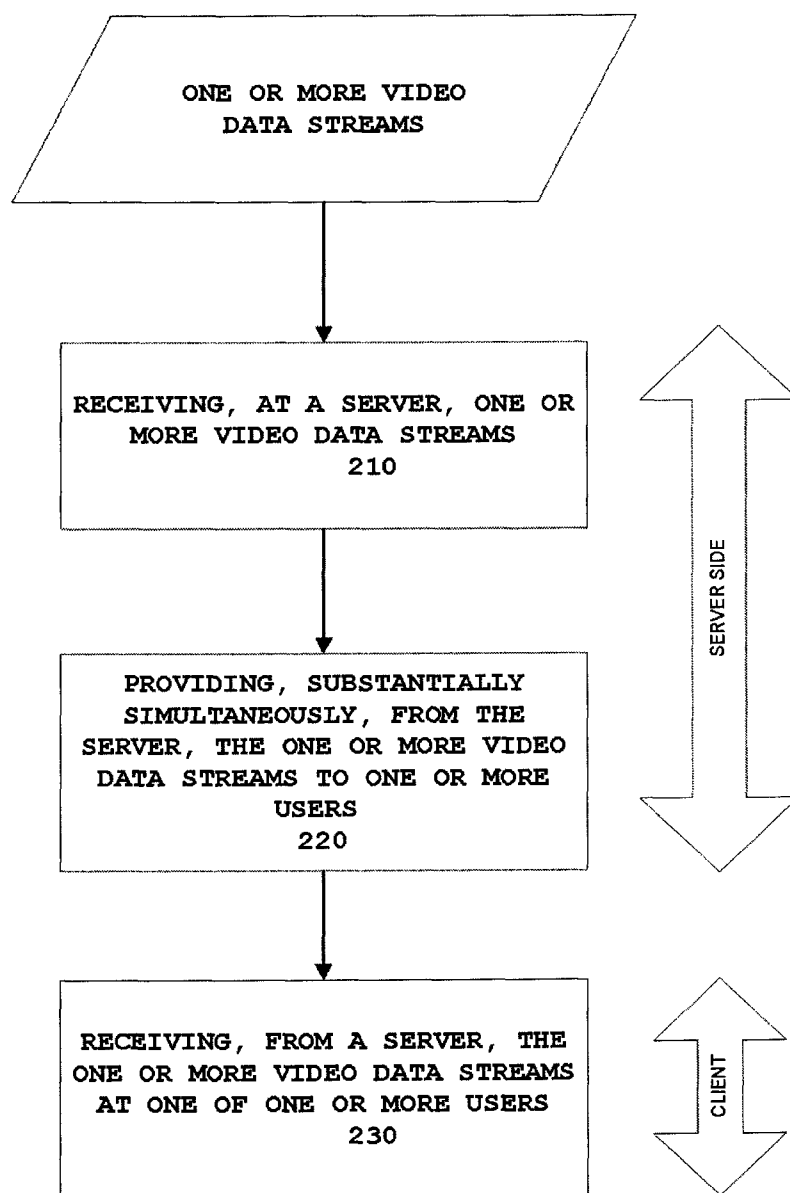 ONE OR MORE VIDEO
DATA STREAMS
RECEIVING, AT A SERVER, ONE OR
MORE VIDEO DATA STREAMS
210
SERVER SIDE
PROVIDING, SUBSTANTIALLY
SIMULTANEOUSLY, FROM THE
SERVER, THE ONE OR MORE VIDEO
DATA STREAMS TO ONE OR MORE
USERS
220
RECEIVING, FROM A SERVER, THE
ONE OR MORE VIDEO DATA STREAMS
AT ONE OF ONE OR MORE USERS
230
CLIENT